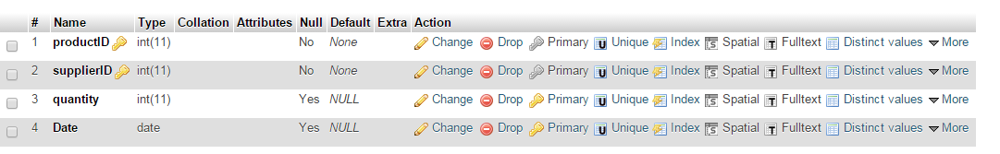 # Name Type Collation Attributes Null Default Extra Action
1 productID int(11) No None Change Drop Primary Unique Index Spatial Fulltext Distinct values More
2 supplierID int(11) No None Change Drop Primary Unique Index Spatial Fulltext Distinct values More
3 quantity int(11) Yes NULL Change Drop Primary Unique Index Spatial Fulltext Distinct values More
4 Date date Yes NULL Change Drop Primary Unique Index Spatial Fulltext Distinct values More